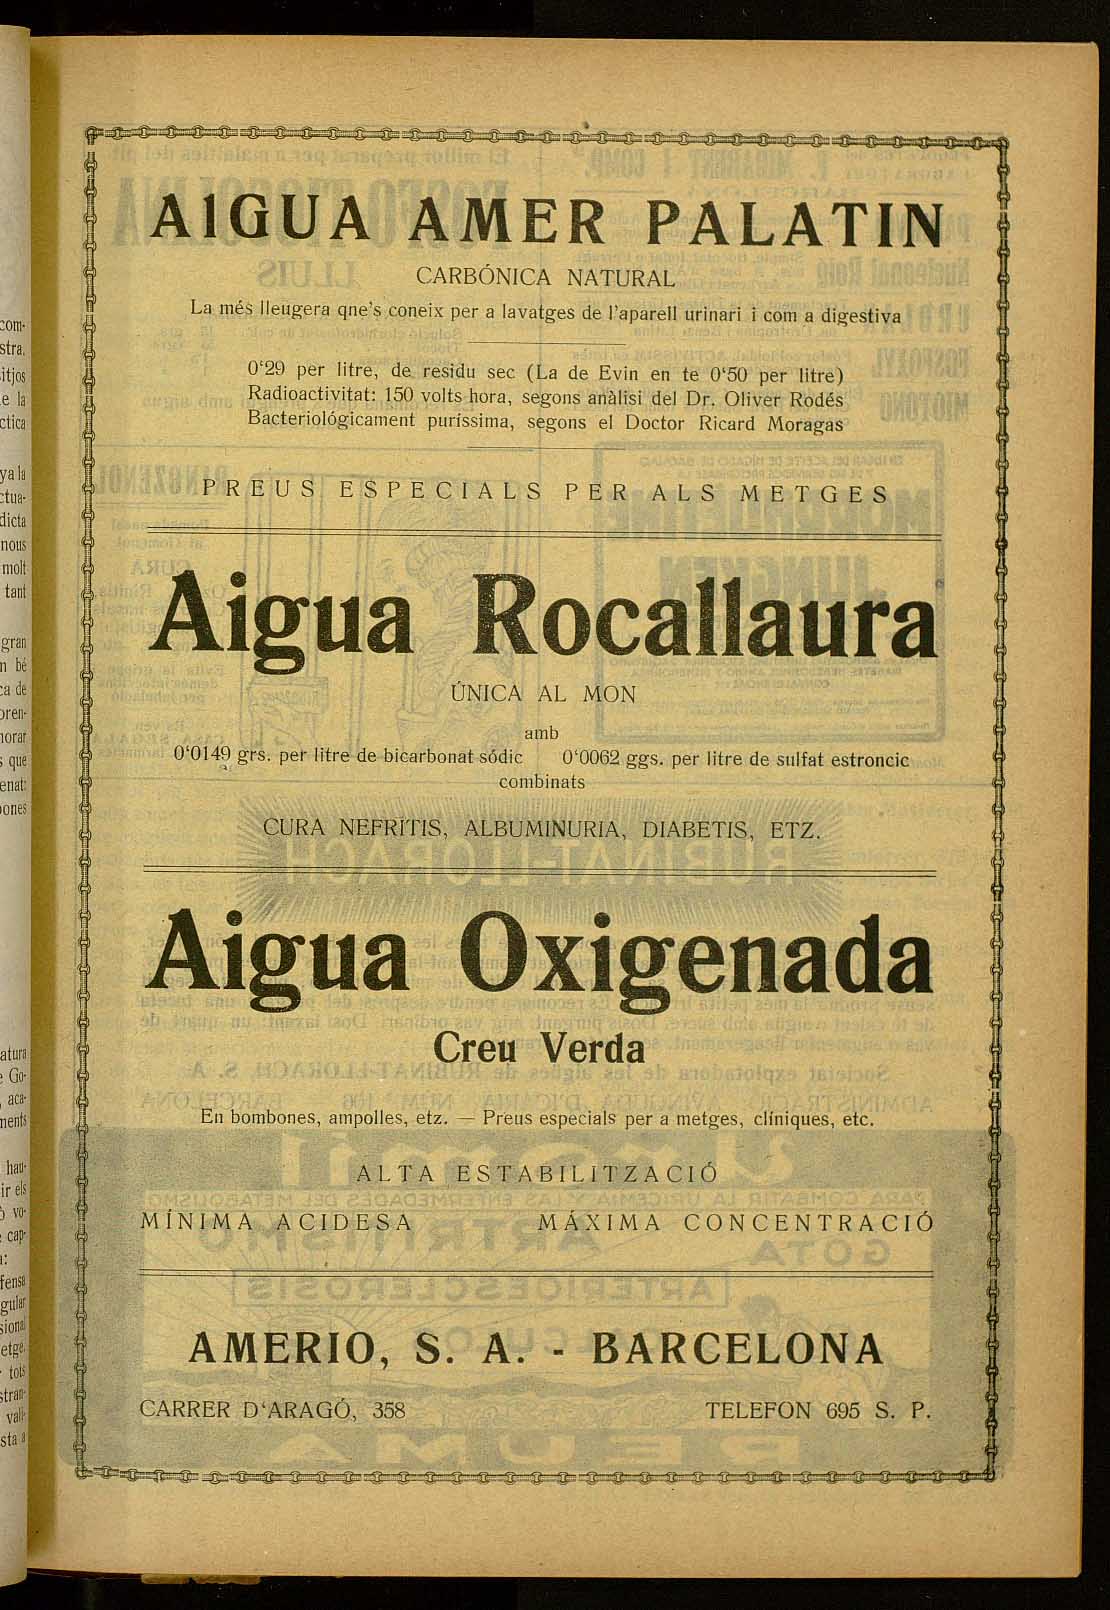 AIGUA AMER PALATIN
CARBÓNICA NATURAL
La més lleugera qne's coneix per a lavatges de l'aparell urinari i com a digestiva
0'29 per litre, de residu sec (La de Evin en te 0'50 per litre)
Radioactivitat: 150 volts hora, segons anàlisi del Dr. Oliver Rodés
Bacteriológicament puríssima, segons el Doctor Ricard Moragas
PREUS ESPECIALS PER ALS METGES
Aigua Rocallaura
ÚNICA AL MON
amb
0'0149 grs. per litre de bicarbonat sódic 0'0062 ggs. per litre de sulfat estroncic
combinats
CURA NEFRITIS, ALBUMINURIA, DIABETIS, ETZ.
Aigua Oxigenada
Creu Verda
En bombones, ampolles, etz. — Preus especials per a metges, clíniques, etc.
ALTA ESTABILITZACIÓ
MÍNIMA ACIDESA MÁXIMA CONCENTRACIÓ
AMERIO, S. A. - BARCELONA
CARRER D'ARAGÓ, 358 TELEFON 695 S. P.